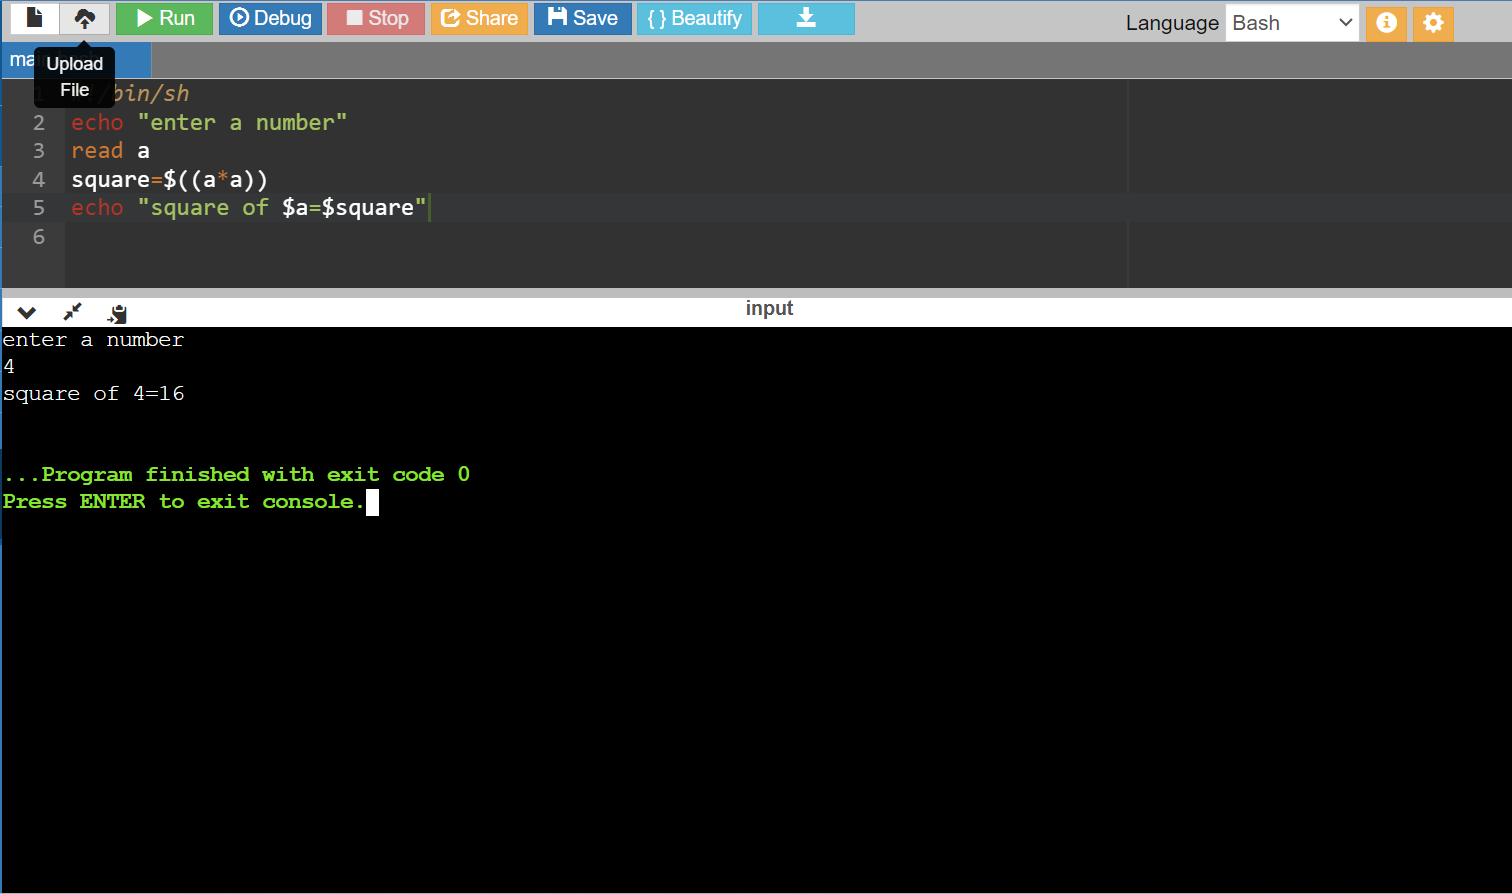 Run Debug Stop Share Save { } Beautify Language Bash
Upload
File
/bin/sh
2 echo "enter a number"
3 read a
4 square=$((a*a))
5 echo "square of $a=$square"
6
input
enter a number
4
square of 4=16
...Program finished with exit code 0
Press ENTER to exit console.